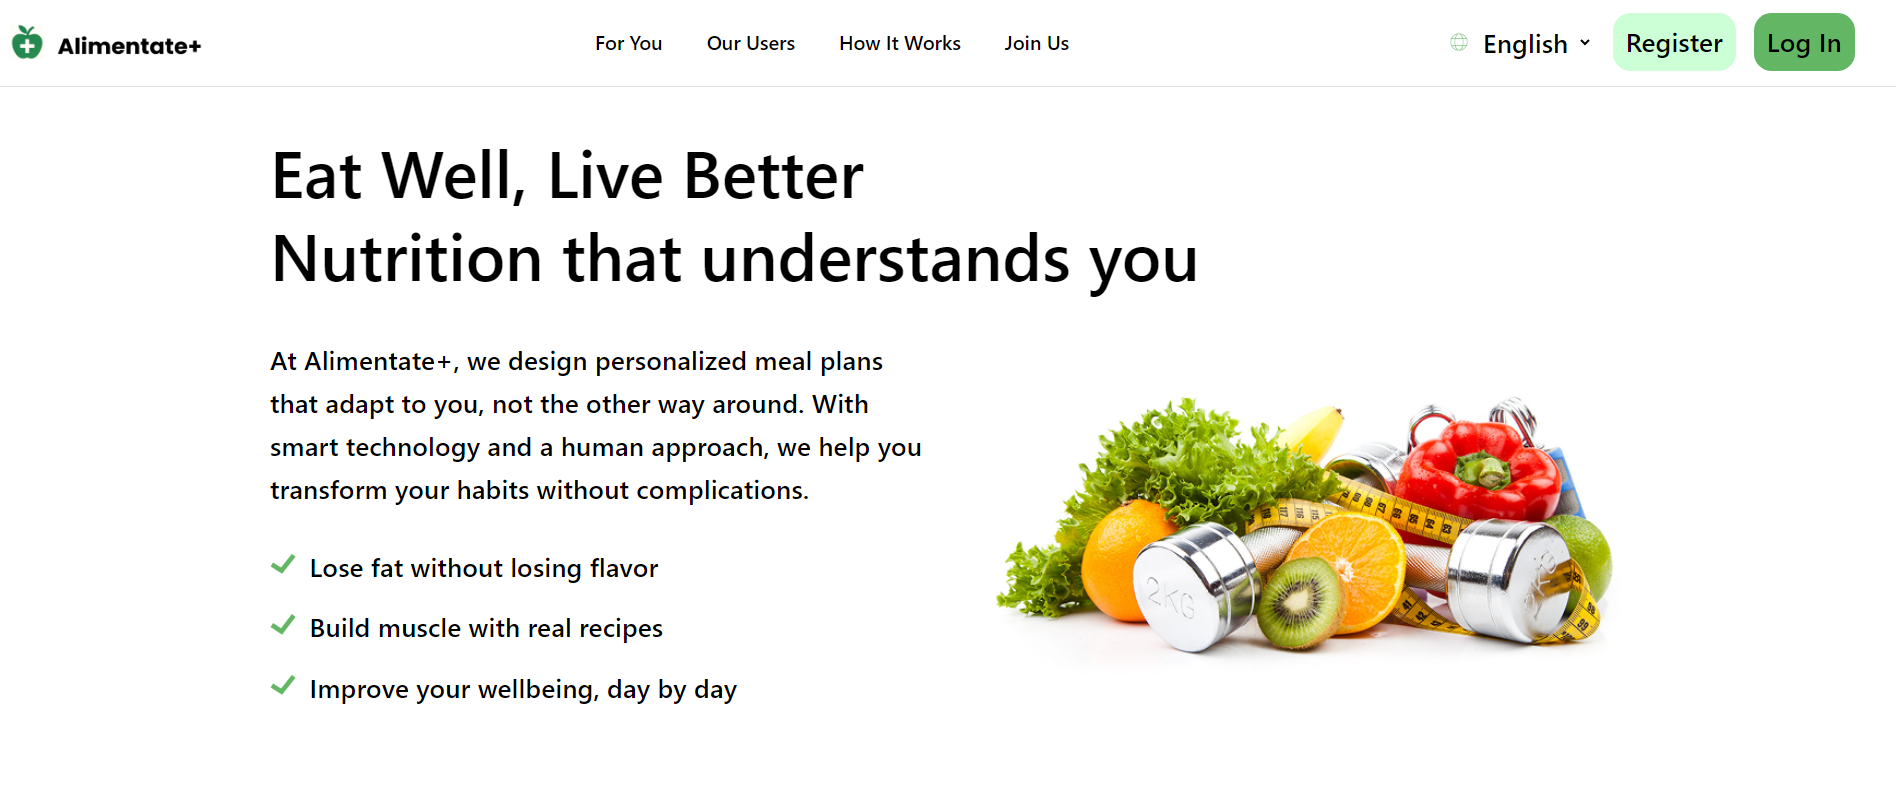 Alimentate+
For You
Our Users
How It Works
Join Us
English
Register
Log In
Eat Well, Live Better
Nutrition that understands you
At Alimentate+, we design personalized meal plans
that adapt to you, not the other way around. With
smart technology and a human approach, we help you
transform your habits without complications.
Lose fat without losing flavor
Build muscle with real recipes
Improve your wellbeing, day by day
2KG